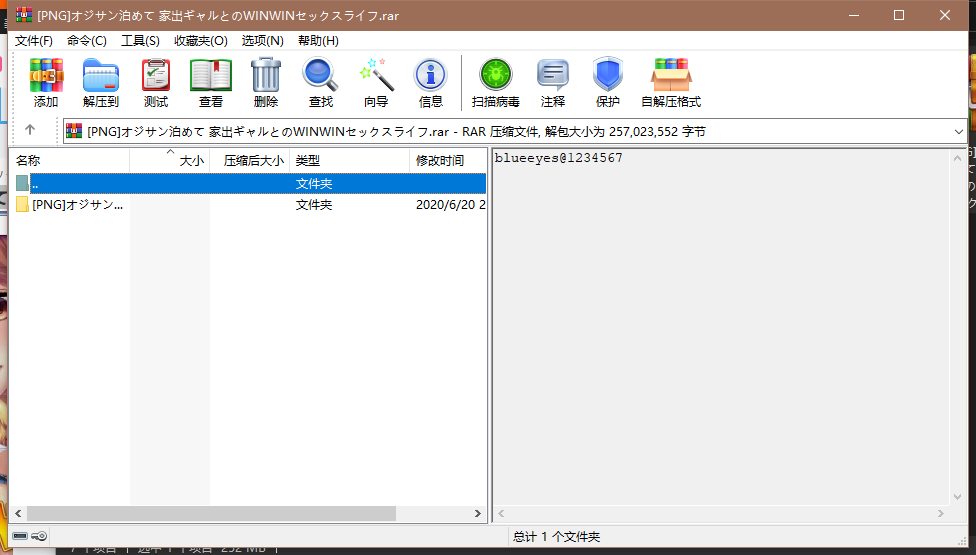 [PNG]オジサン泊めて 家出ギャルとのWINWINセックスライフ.rar
文件(F) 命令(C) 工具(S) 收藏夹(O) 选项(N) 帮助(H)
添加 解压到 测试 查看 删除 查找 向导 信息 扫描病毒 注释 保护 自解压格式
[PNG]オジサン泊めて 家出ギャルとのWINWINセックスライフ.rar - RAR 压缩文件, 解包大小为 257,023,552 字节
名称 大小 压缩后大小 类型 修改时间
.. 文件夹
[PNG]オジサン... 文件夹 2020/6/20 2
blueeyes@1234567
总计 1 个文件夹